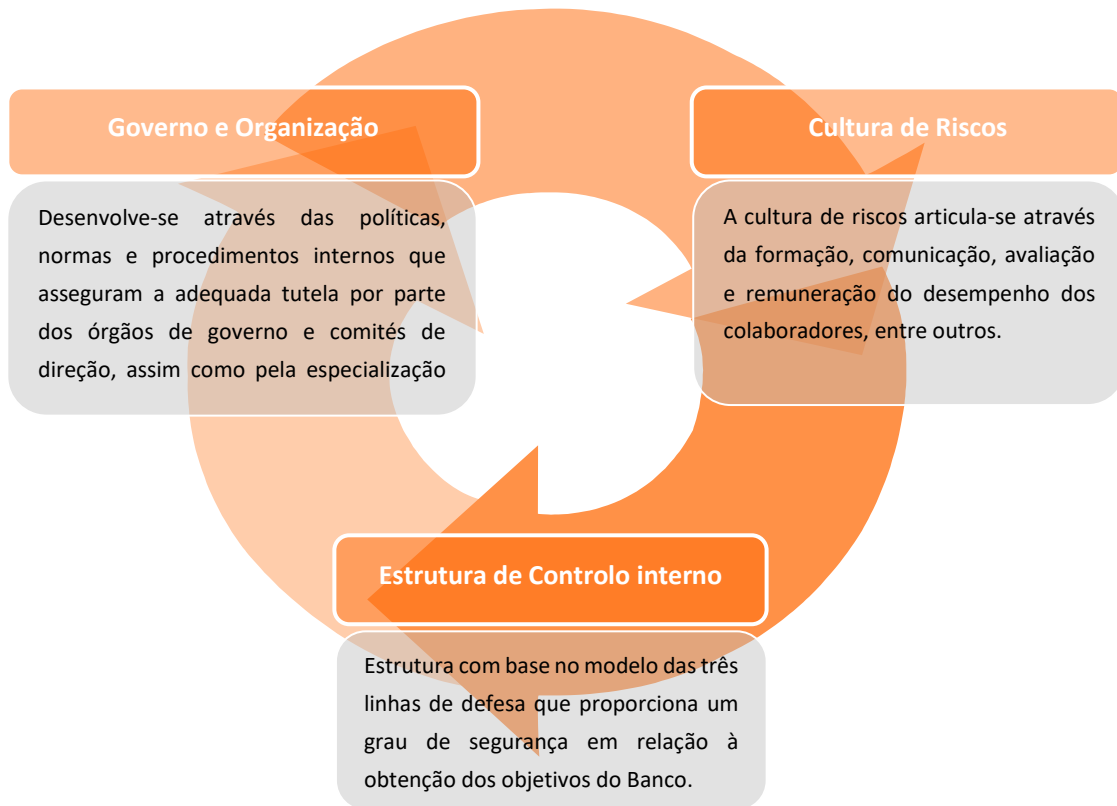 Governo e Organização
Desenvolve-se através das políticas,
normas e procedimentos internos que
asseguram a adequada tutela por parte
dos órgãos de governo e comités de
direção, assim como pela especialização
Cultura de Riscos
A cultura de riscos articula-se através
da formação, comunicação, avaliação
e remuneração do desempenho dos
colaboradores, entre outros.
Estrutura de Controlo interno
Estrutura com base no modelo das três
linhas de defesa que proporciona um
grau de segurança em relação à
obtenção dos objetivos do Banco.